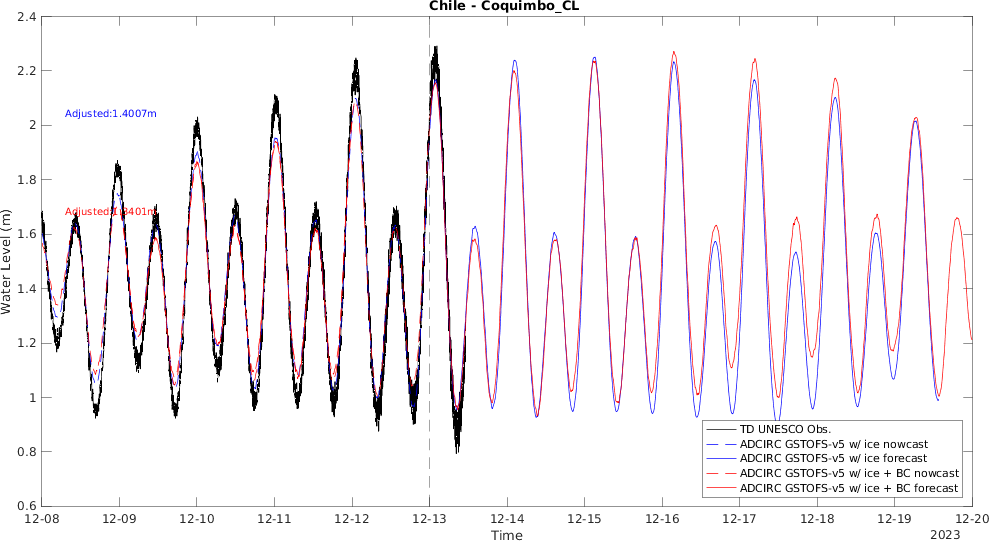 Chile - Coquimbo_CL
2.4
2.2
2
1.8
1.6
1.4
1.2
1
0.8
0.6
Water Level (m)
Adjusted:1.4007m
Adjusted:1.3401m
TD UNESCO Obs.
ADCIRC GSTOFS-v5 w/ ice nowcast
ADCIRC GSTOFS-v5 w/ ice forecast
ADCIRC GSTOFS-v5 w/ ice + BC nowcast
ADCIRC GSTOFS-v5 w/ ice + BC forecast
12-08 12-09 12-10 12-11 12-12 12-13 12-14 12-15 12-16 12-17 12-18 12-19 12-20
Time
2023